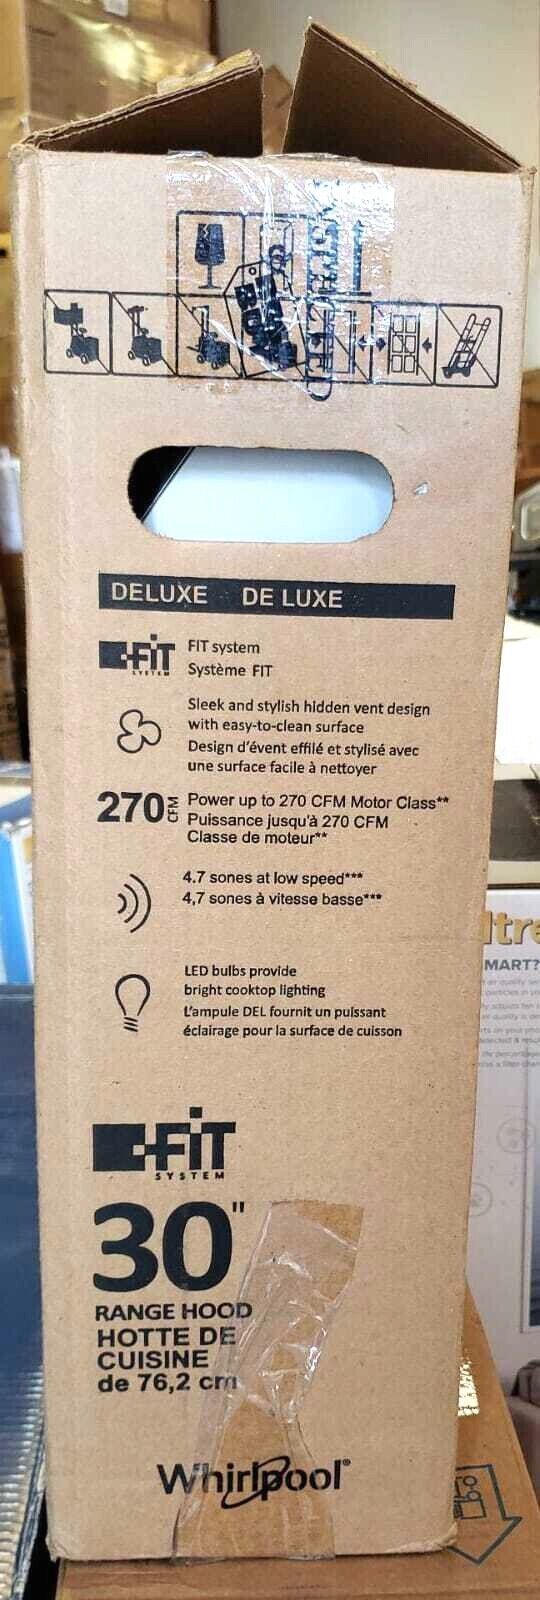 DELUXE DE LUXE
FIT
SYSTEM
FIT system
Système FIT
Sleek and stylish hidden vent design
with easy-to-clean surface
Design d'évent effilé et stylisé avec
une surface facile à nettoyer
270 CFM
Power up to 270 CFM Motor Class**
Puissance jusqu'à 270 CFM
Classe de moteur**
4.7 sones at low speed***
4,7 sones à vitesse basse***
LED bulbs provide
bright cooktop lighting
L'ampule DEL fournit un puissant
éclairage pour la surface de cuisson
FIT
SYSTEM
30"
RANGE HOOD
HOTTE DE
CUISINE
de 76,2 cm
Whirlpool®
MART?